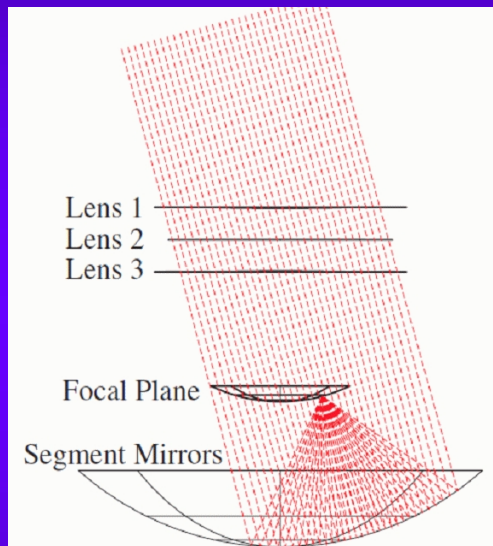 Lens 1
Lens 2
Lens 3
Focal Plane
Segment Mirrors